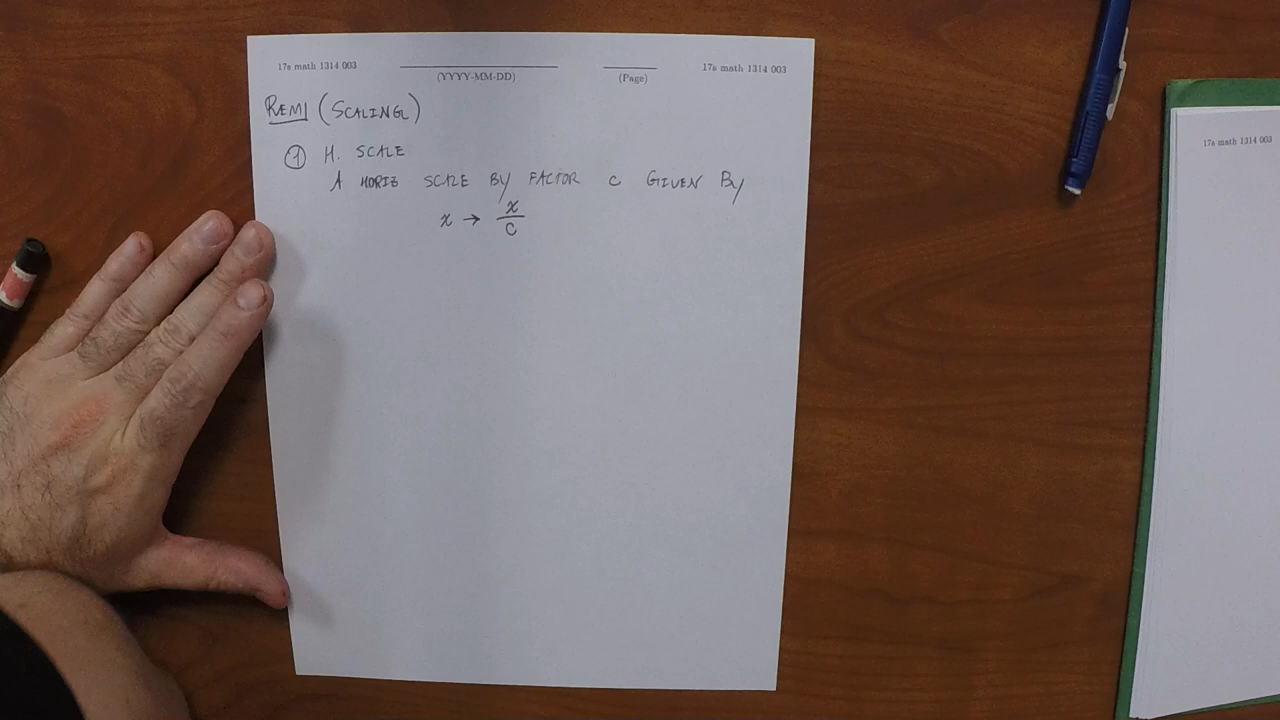 17s math 1314 003 (YYYY-MM-DD) (Page) 17s math 1314 003
REM (SCALING)
① H. SCALE
A HORIZ SCALE BY FACTOR C GIVEN BY
x → x/c
17s math 1314 003